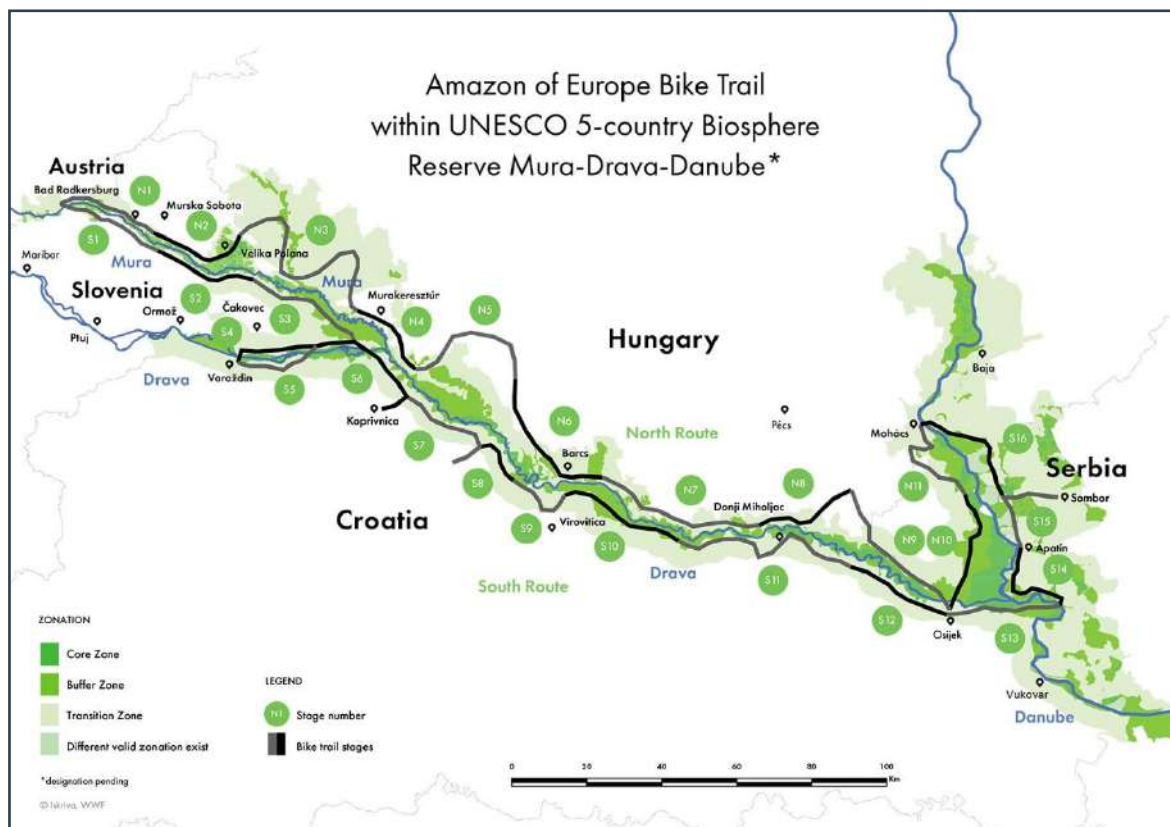 Amazon of Europe Bike Trail
within UNESCO 5-country Biosphere
Reserve Mura-Drava-Danube*
Austria
Bad Radkersburg
N1
Murska Sobota
N2
N3
S1
Velika Polana
Maribor
Mura
Mura
Slovenia
S2
Ormož
Čakovec
S3
Murakeresztúr
N4
N5
Ptuj
S4
Hungary
Drava
Varaždin
S5
S6
Baja
Koprivnica
S7
N6
North Route
Pécs
Mohács
S16
Barcs
S8
Serbia
N7
N8
N11
Sombor
Croatia
Donji Miholjac
S9
Virovitica
S10
N9
N10
S15
Apatin
Drava
S11
S14
South Route
S12
Osijek
S13
Vukovar
Danube
ZONATION
Core Zone
Buffer Zone
Transition Zone
Different valid zonation exist
LEGEND
N1
Stage number
Bike trail stages
*designation pending
© Iskriva, WWF
0 20 40 60 80 100
Km